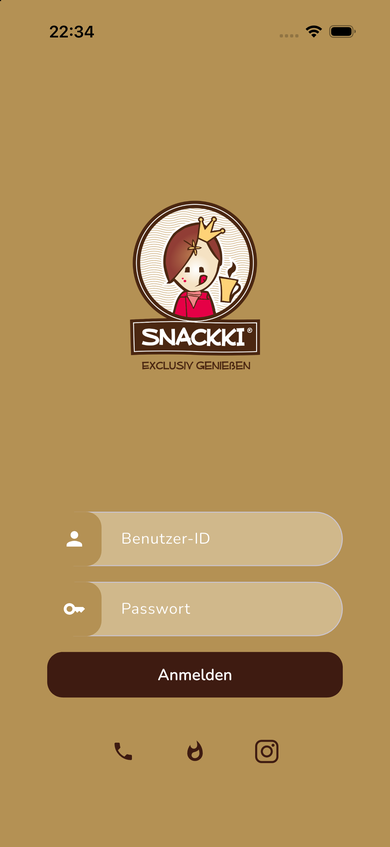 22:34
SNACKKI®
EXCLUSIV GENIEßEN
Benutzer-ID
Passwort
Anmelden